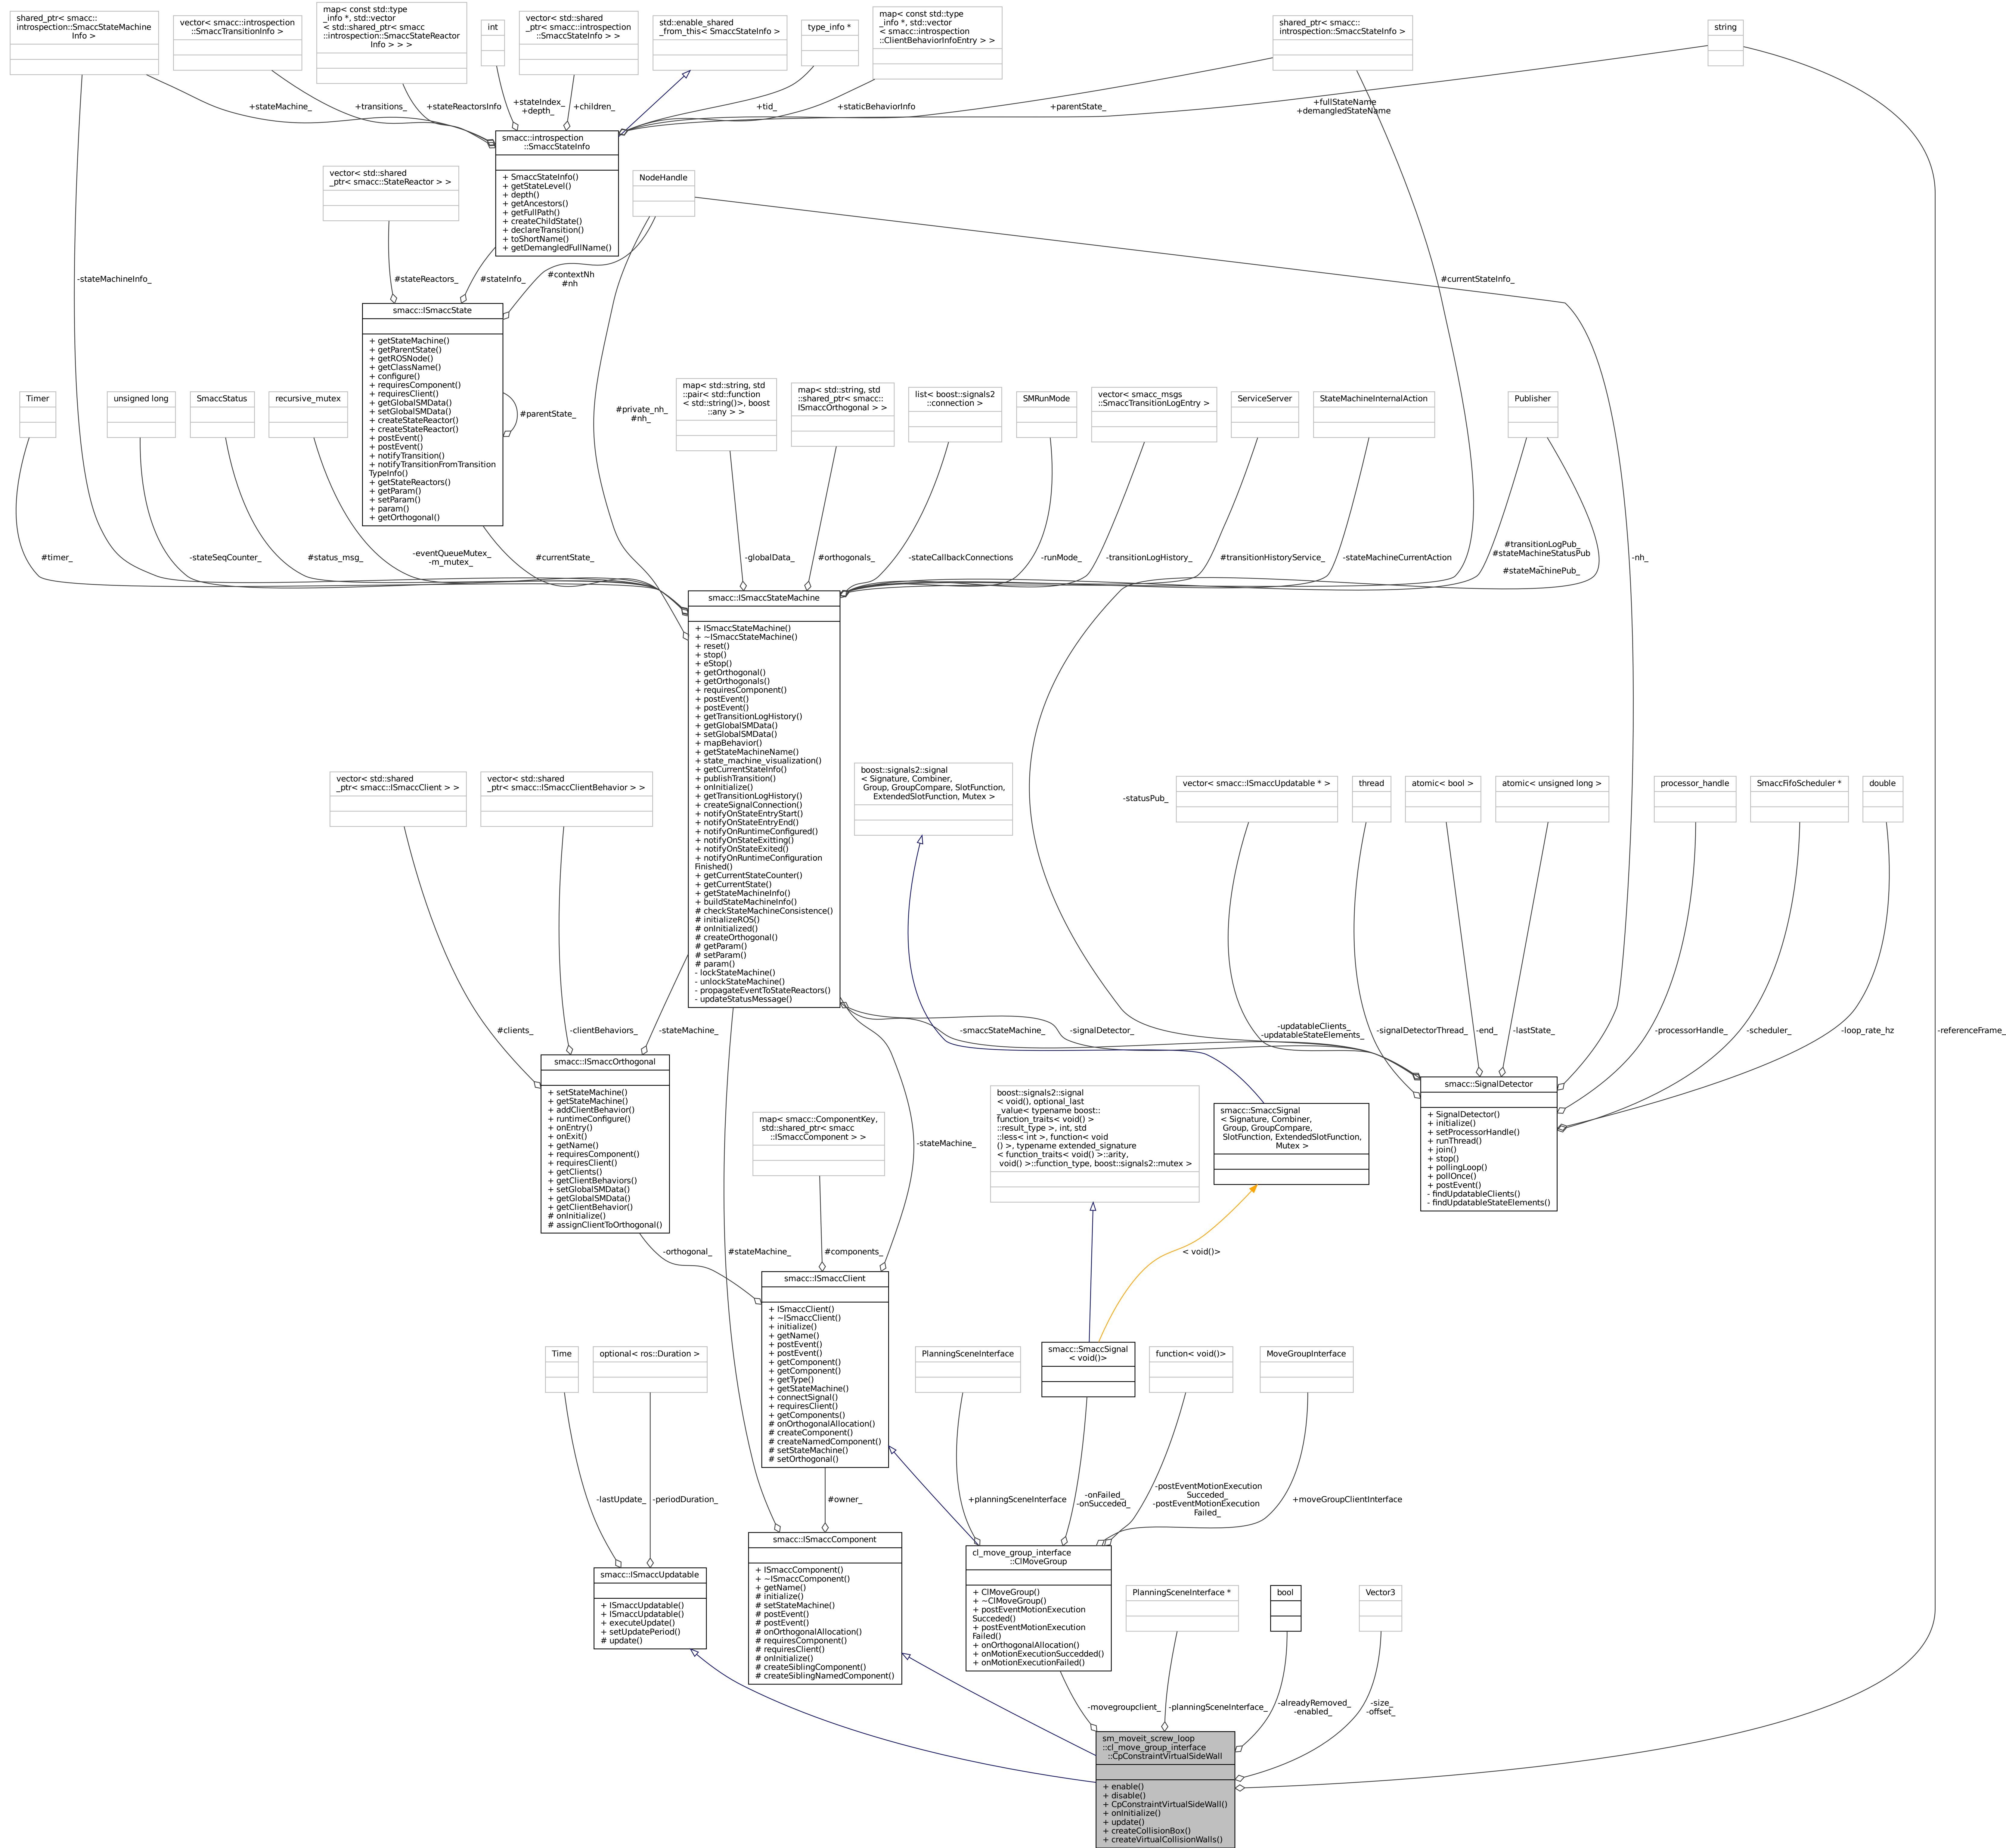 shared_ptr< smacc::
introspection::SmaccStateMachine
Info >
vector< smacc::introspection
::SmaccTransitionInfo >
map< const std::type
_info *, std::vector
< std::shared_ptr< smacc
::introspection::SmaccStateReactor
Info > > >
int
vector< std::shared
_ptr< smacc::introspection
::SmaccStateInfo > >
std::enable_shared
_from_this< SmaccStateInfo >
type_info *
map< const std::type
_info *, std::vector
< smacc::introspection
::ClientBehaviorInfoEntry > >
shared_ptr< smacc::
introspection::SmaccStateInfo >
string
+stateMachine_
+transitions_
+stateReactorsInfo
+stateIndex_
+depth_
+children_
+tid_
+staticBehaviorInfo
+parentState_
+fullStateName
+demangledStateName
smacc::introspection
::SmaccStateInfo
+ SmaccStateInfo()
+ getStateLevel()
+ depth()
+ getAncestors()
+ getFullPath()
+ createChildState()
+ declareTransition()
+ toShortName()
+ getDemangledFullName()
vector< std::shared
_ptr< smacc::StateReactor > >
NodeHandle
-stateMachineInfo_
#stateReactors_
#stateInfo_
#contextNh
#nh
#currentStateInfo_
smacc::ISmaccState
+ getStateMachine()
+ getParentState()
+ getROSNode()
+ getClassName()
+ configure()
+ requiresComponent()
+ requiresClient()
+ getGlobalSMData()
+ setGlobalSMData()
+ createStateReactor()
+ createStateReactor()
+ postEvent()
+ postEvent()
+ notifyTransition()
+ notifyTransitionFromTransition
TypeInfo()
+ getStateReactors()
+ getParam()
+ setParam()
+ param()
+ getOrthogonal()
#parentState_
Timer
unsigned long
SmaccStatus
recursive_mutex
#private_nh_
#nh_
map< std::string, std
::pair< std::function
< std::string()>, boost
::any > >
map< std::string, std
::shared_ptr< smacc::
ISmaccOrthogonal > >
list< boost::signals2
::connection >
SMRunMode
vector< smacc_msgs
::SmaccTransitionLogEntry >
ServiceServer
StateMachineInternalAction
Publisher
#timer_
-stateSeqCounter_
#status_msg_
-eventQueueMutex_
-m_mutex_
#currentState_
-globalData_
#orthogonals_
-stateCallbackConnections
-runMode_
-transitionLogHistory_
#transitionHistoryService_
-stateMachineCurrentAction
#transitionLogPub_
#stateMachineStatusPub
_
#stateMachinePub_
-nh_
smacc::ISmaccStateMachine
+ ISmaccStateMachine()
+ ~ISmaccStateMachine()
+ reset()
+ stop()
+ eStop()
+ getOrthogonal()
+ getOrthogonals()
+ requiresComponent()
+ postEvent()
+ postEvent()
+ getTransitionLogHistory()
+ getGlobalSMData()
+ setGlobalSMData()
+ mapBehavior()
+ getStateMachineName()
+ state_machine_visualization()
+ getCurrentStateInfo()
+ publishTransition()
+ onInitialize()
+ getTransitionLogHistory()
+ createSignalConnection()
+ notifyOnStateEntryStart()
+ notifyOnStateEntryEnd()
+ notifyOnRuntimeConfigured()
+ notifyOnStateExitting()
+ notifyOnStateExited()
+ notifyOnRuntimeConfiguration
Finished()
+ getCurrentStateCounter()
+ getCurrentState()
+ getStateMachineInfo()
+ buildStateMachineInfo()
# checkStateMachineConsistence()
# initializeROS()
# onInitialized()
# createOrthogonal()
# getParam()
# setParam()
# param()
- lockStateMachine()
- unlockStateMachine()
- propagateEventToStateReactors()
- updateStatusMessage()
vector< std::shared
_ptr< smacc::ISmaccClient > >
vector< std::shared
_ptr< smacc::ISmaccClientBehavior > >
boost::signals2::signal
< Signature, Combiner,
Group, GroupCompare, SlotFunction,
ExtendedSlotFunction, Mutex >
-statusPub_
vector< smacc::ISmaccUpdatable * >
thread
atomic< bool >
atomic< unsigned long >
processor_handle
SmaccFifoScheduler *
double
#clients_
-clientBehaviors_
-stateMachine_
-smaccStateMachine_
-signalDetector_
-updatableClients_
-updatableStateElements_
-signalDetectorThread_
-end_
-lastState_
-processorHandle_
-scheduler_
-loop_rate_hz
-referenceFrame_
smacc::ISmaccOrthogonal
+ setStateMachine()
+ getStateMachine()
+ addClientBehavior()
+ runtimeConfigure()
+ onEntry()
+ onExit()
+ getName()
+ requiresComponent()
+ requiresClient()
+ getClients()
+ getClientBehaviors()
+ setGlobalSMData()
+ getGlobalSMData()
+ getClientBehavior()
# onInitialize()
# assignClientToOrthogonal()
map< smacc::ComponentKey,
std::shared_ptr< smacc
::ISmaccComponent > >
-stateMachine_
boost::signals2::signal
< void(), optional_last
_value< typename boost::
function_traits< void() >
::result_type >, int, std
::less< int >, function< void
() >, typename extended_signature
< function_traits< void() >::arity,
void() >::function_type, boost::signals2::mutex >
smacc::SmaccSignal
< Signature, Combiner,
Group, GroupCompare,
SlotFunction, ExtendedSlotFunction,
Mutex >
smacc::SignalDetector
+ SignalDetector()
+ initialize()
+ setProcessorHandle()
+ runThread()
+ join()
+ stop()
+ pollingLoop()
+ pollOnce()
+ postEvent()
- findUpdatableClients()
- findUpdatableStateElements()
-orthogonal_
#stateMachine_
#components_
< void()>
smacc::ISmaccClient
+ ISmaccClient()
+ ~ISmaccClient()
+ initialize()
+ getName()
+ postEvent()
+ postEvent()
+ getComponent()
+ getComponent()
+ getType()
+ getStateMachine()
+ connectSignal()
+ requiresClient()
+ getComponents()
# onOrthogonalAllocation()
# createComponent()
# createNamedComponent()
# setStateMachine()
# setOrthogonal()
Time
optional< ros::Duration >
PlanningSceneInterface
smacc::SmaccSignal
< void()>
function< void()>
MoveGroupInterface
-lastUpdate_
-periodDuration_
#owner_
+planningSceneInterface
-onFailed_
-onSucceded_
-postEventMotionExecution
Succeded_
-postEventMotionExecution
Failed_
+moveGroupClientInterface
smacc::ISmaccUpdatable
+ ISmaccUpdatable()
+ ISmaccUpdatable()
+ executeUpdate()
+ setUpdatePeriod()
# update()
smacc::ISmaccComponent
+ ISmaccComponent()
+ ~ISmaccComponent()
+ getName()
# initialize()
# setStateMachine()
# postEvent()
# postEvent()
# onOrthogonalAllocation()
# requiresComponent()
# requiresClient()
# onInitialize()
# createSiblingComponent()
# createSiblingNamedComponent()
cl_move_group_interface
::ClMoveGroup
+ ClMoveGroup()
+ ~ClMoveGroup()
+ postEventMotionExecution
Succeded()
+ postEventMotionExecution
Failed()
+ onOrthogonalAllocation()
+ onMotionExecutionSuccedded()
+ onMotionExecutionFailed()
PlanningSceneInterface *
bool
Vector3
-movegroupclient_
-planningSceneInterface_
-alreadyRemoved_
-enabled_
-size_
-offset_
sm_moveit_screw_loop
::cl_move_group_interface
::CpConstraintVirtualSideWall
+ enable()
+ disable()
+ CpConstraintVirtualSideWall()
+ onInitialize()
+ update()
+ createCollisionBox()
+ createVirtualCollisionWalls()